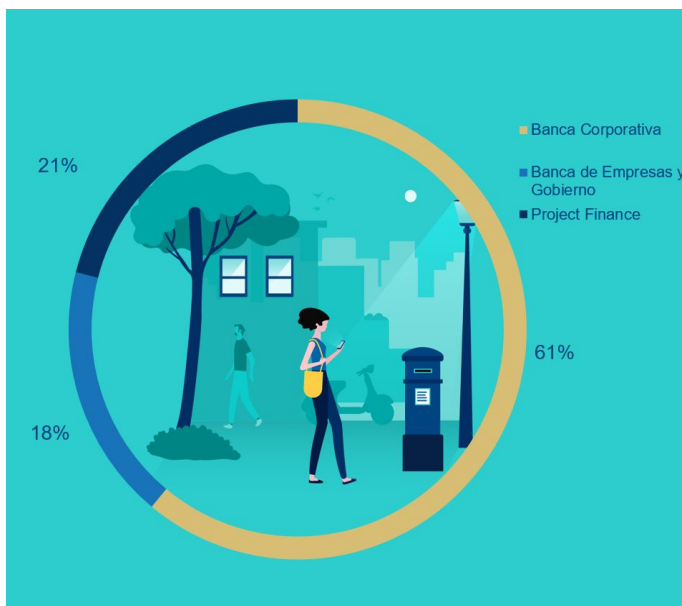 Banca Corporativa
21%
Banca de Empresas y
Gobierno
Project Finance
61%
18%